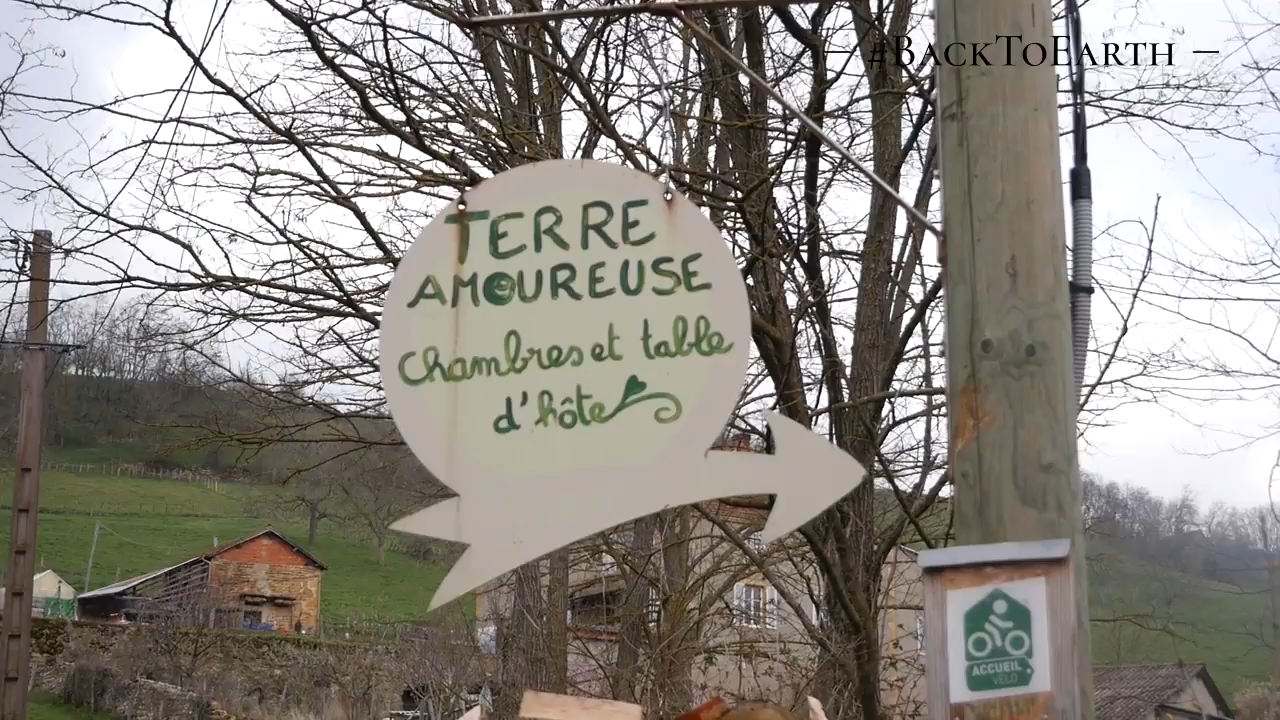 #BackToEarth
TERRE
AMOUREUSE
Chambres et table
d'hôte
ACCUEIL
VÉLO